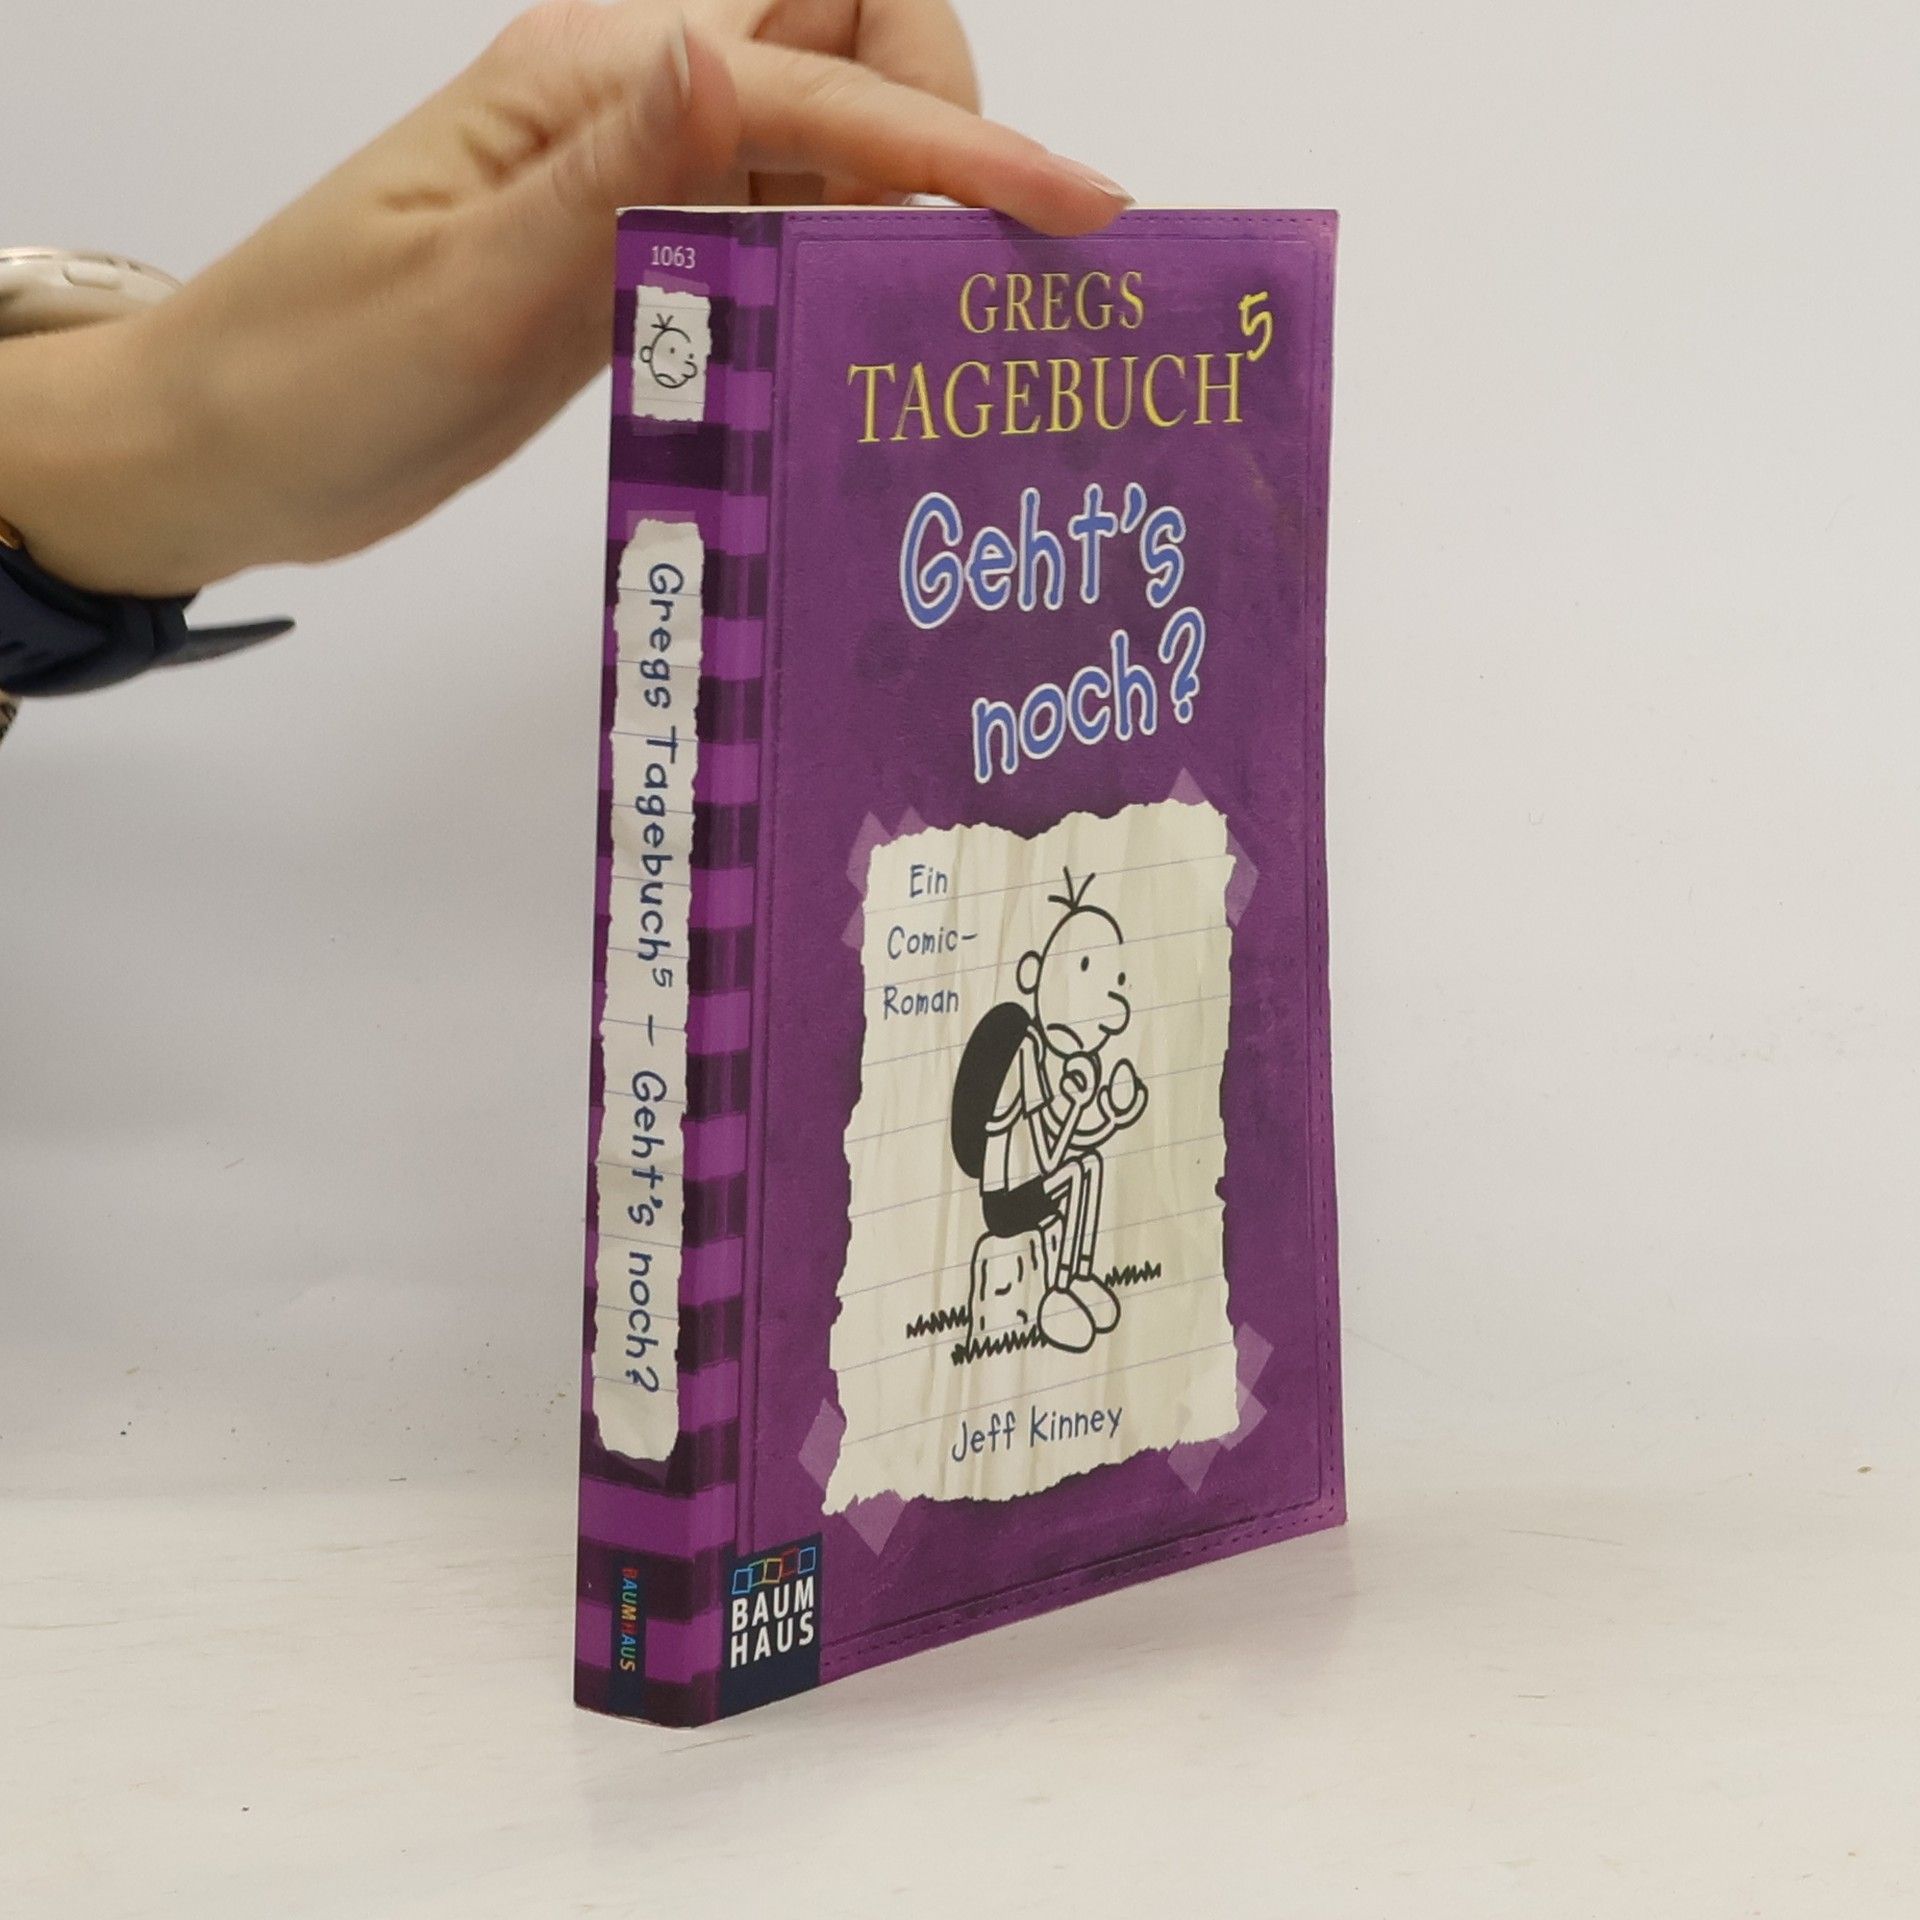 1063
Gregs Tagebuch⁵ – Geht's noch?
BAUMHAUS
GREGS
TAGEBUCH⁵
Geht's
noch?
Ein
Comic–
Roman
Jeff Kinney
BAUM
HAUS